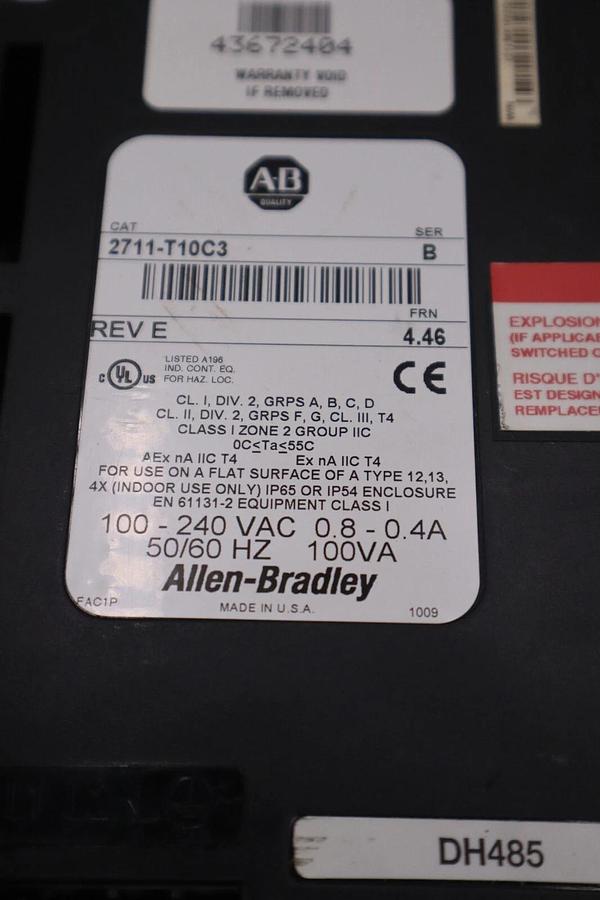 43672404
WARRANTY VOID
IF REMOVED
A-B
QUALITY
CAT
SER
2711-T10C3
B
FRN
REV E
4.46
LISTED A196
IND. CONT. EQ.
FOR HAZ. LOC.
C UL US
CE
CL. I, DIV. 2, GRPS A, B, C, D
CL. II, DIV. 2, GRPS F, G, CL. III, T4
CLASS I ZONE 2 GROUP IIC
0C≤Ta≤55C
AEx nA IIC T4 Ex nA IIC T4
FOR USE ON A FLAT SURFACE OF A TYPE 12,13,
4X (INDOOR USE ONLY) IP65 OR IP54 ENCLOSURE
EN 61131-2 EQUIPMENT CLASS I
100 - 240 VAC 0.8 - 0.4A
50/60 HZ 100VA
Allen-Bradley
FAC1P
MADE IN U.S.A.
1009
EXPLOSION
(IF APPLICAB
SWITCHED O
RISQUE D'
EST DESIGN
REMPLACE
DH485